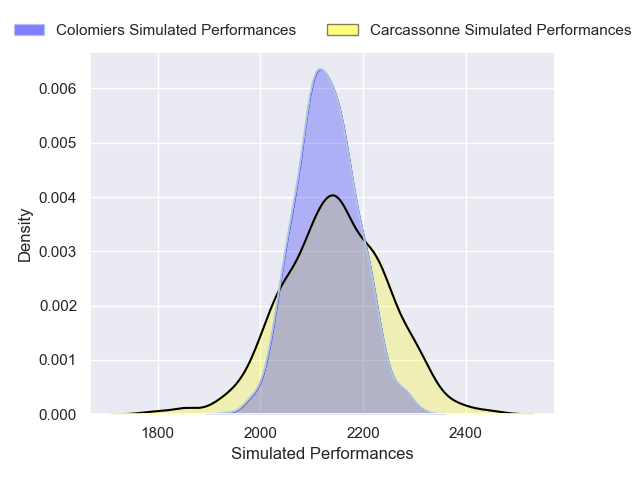 Colomiers Simulated Performances Carcassonne Simulated Performances
0.006
0.005
0.004
0.003
0.002
0.001
0.000
Density
1800 2000 2200 2400
Simulated Performances